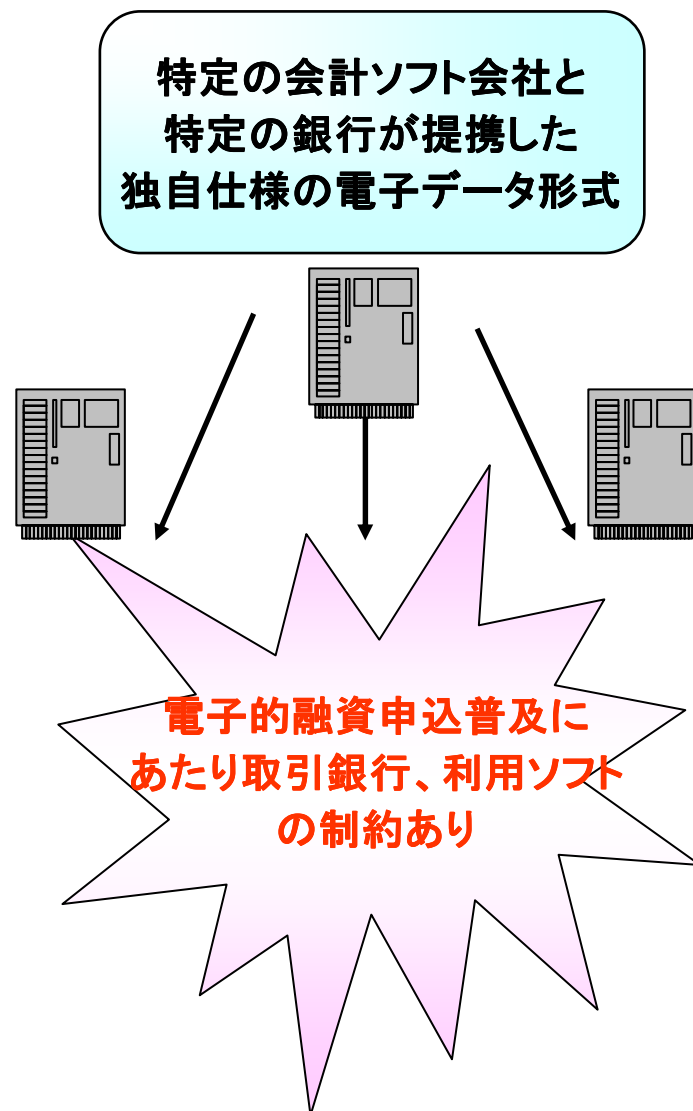 特定の会計ソフト会社と
特定の銀行が提携した
独自仕様の電子データ形式
電子的融資申込普及に
あたり取引銀行、利用ソフト
の制約あり